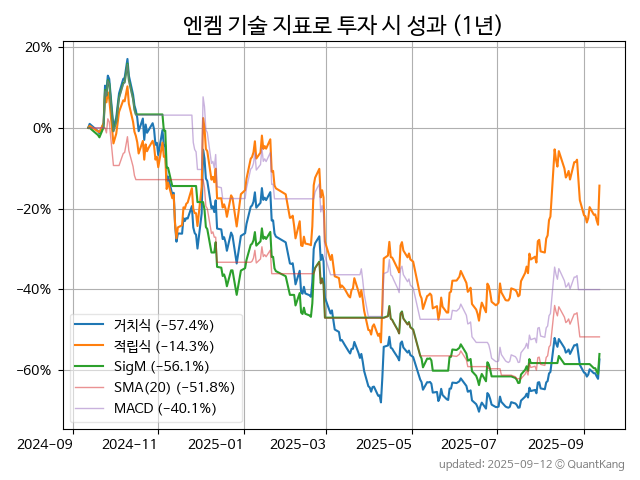 엔켐 기술 지표로 투자 시 성과 (1년)
20%
0%
−20%
−40%
−60%
거치식 (−57.4%)
적립식 (−14.3%)
SigM (−56.1%)
SMA(20) (−51.8%)
MACD (−40.1%)
2024-09 2024-11 2025-01 2025-03 2025-05 2025-07 2025-09
updated: 2025-09-12 © QuantKang